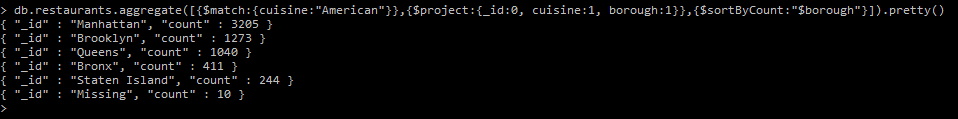 > db.restaurants.aggregate([{$match:{cuisine:"American"}},{$project:{_id:0, cuisine:1, borough:1}},{$sortByCount:"$borough"}]).pretty()
{ "_id" : "Manhattan", "count" : 3205 }
{ "_id" : "Brooklyn", "count" : 1273 }
{ "_id" : "Queens", "count" : 1040 }
{ "_id" : "Bronx", "count" : 411 }
{ "_id" : "Staten Island", "count" : 244 }
{ "_id" : "Missing", "count" : 10 }
>